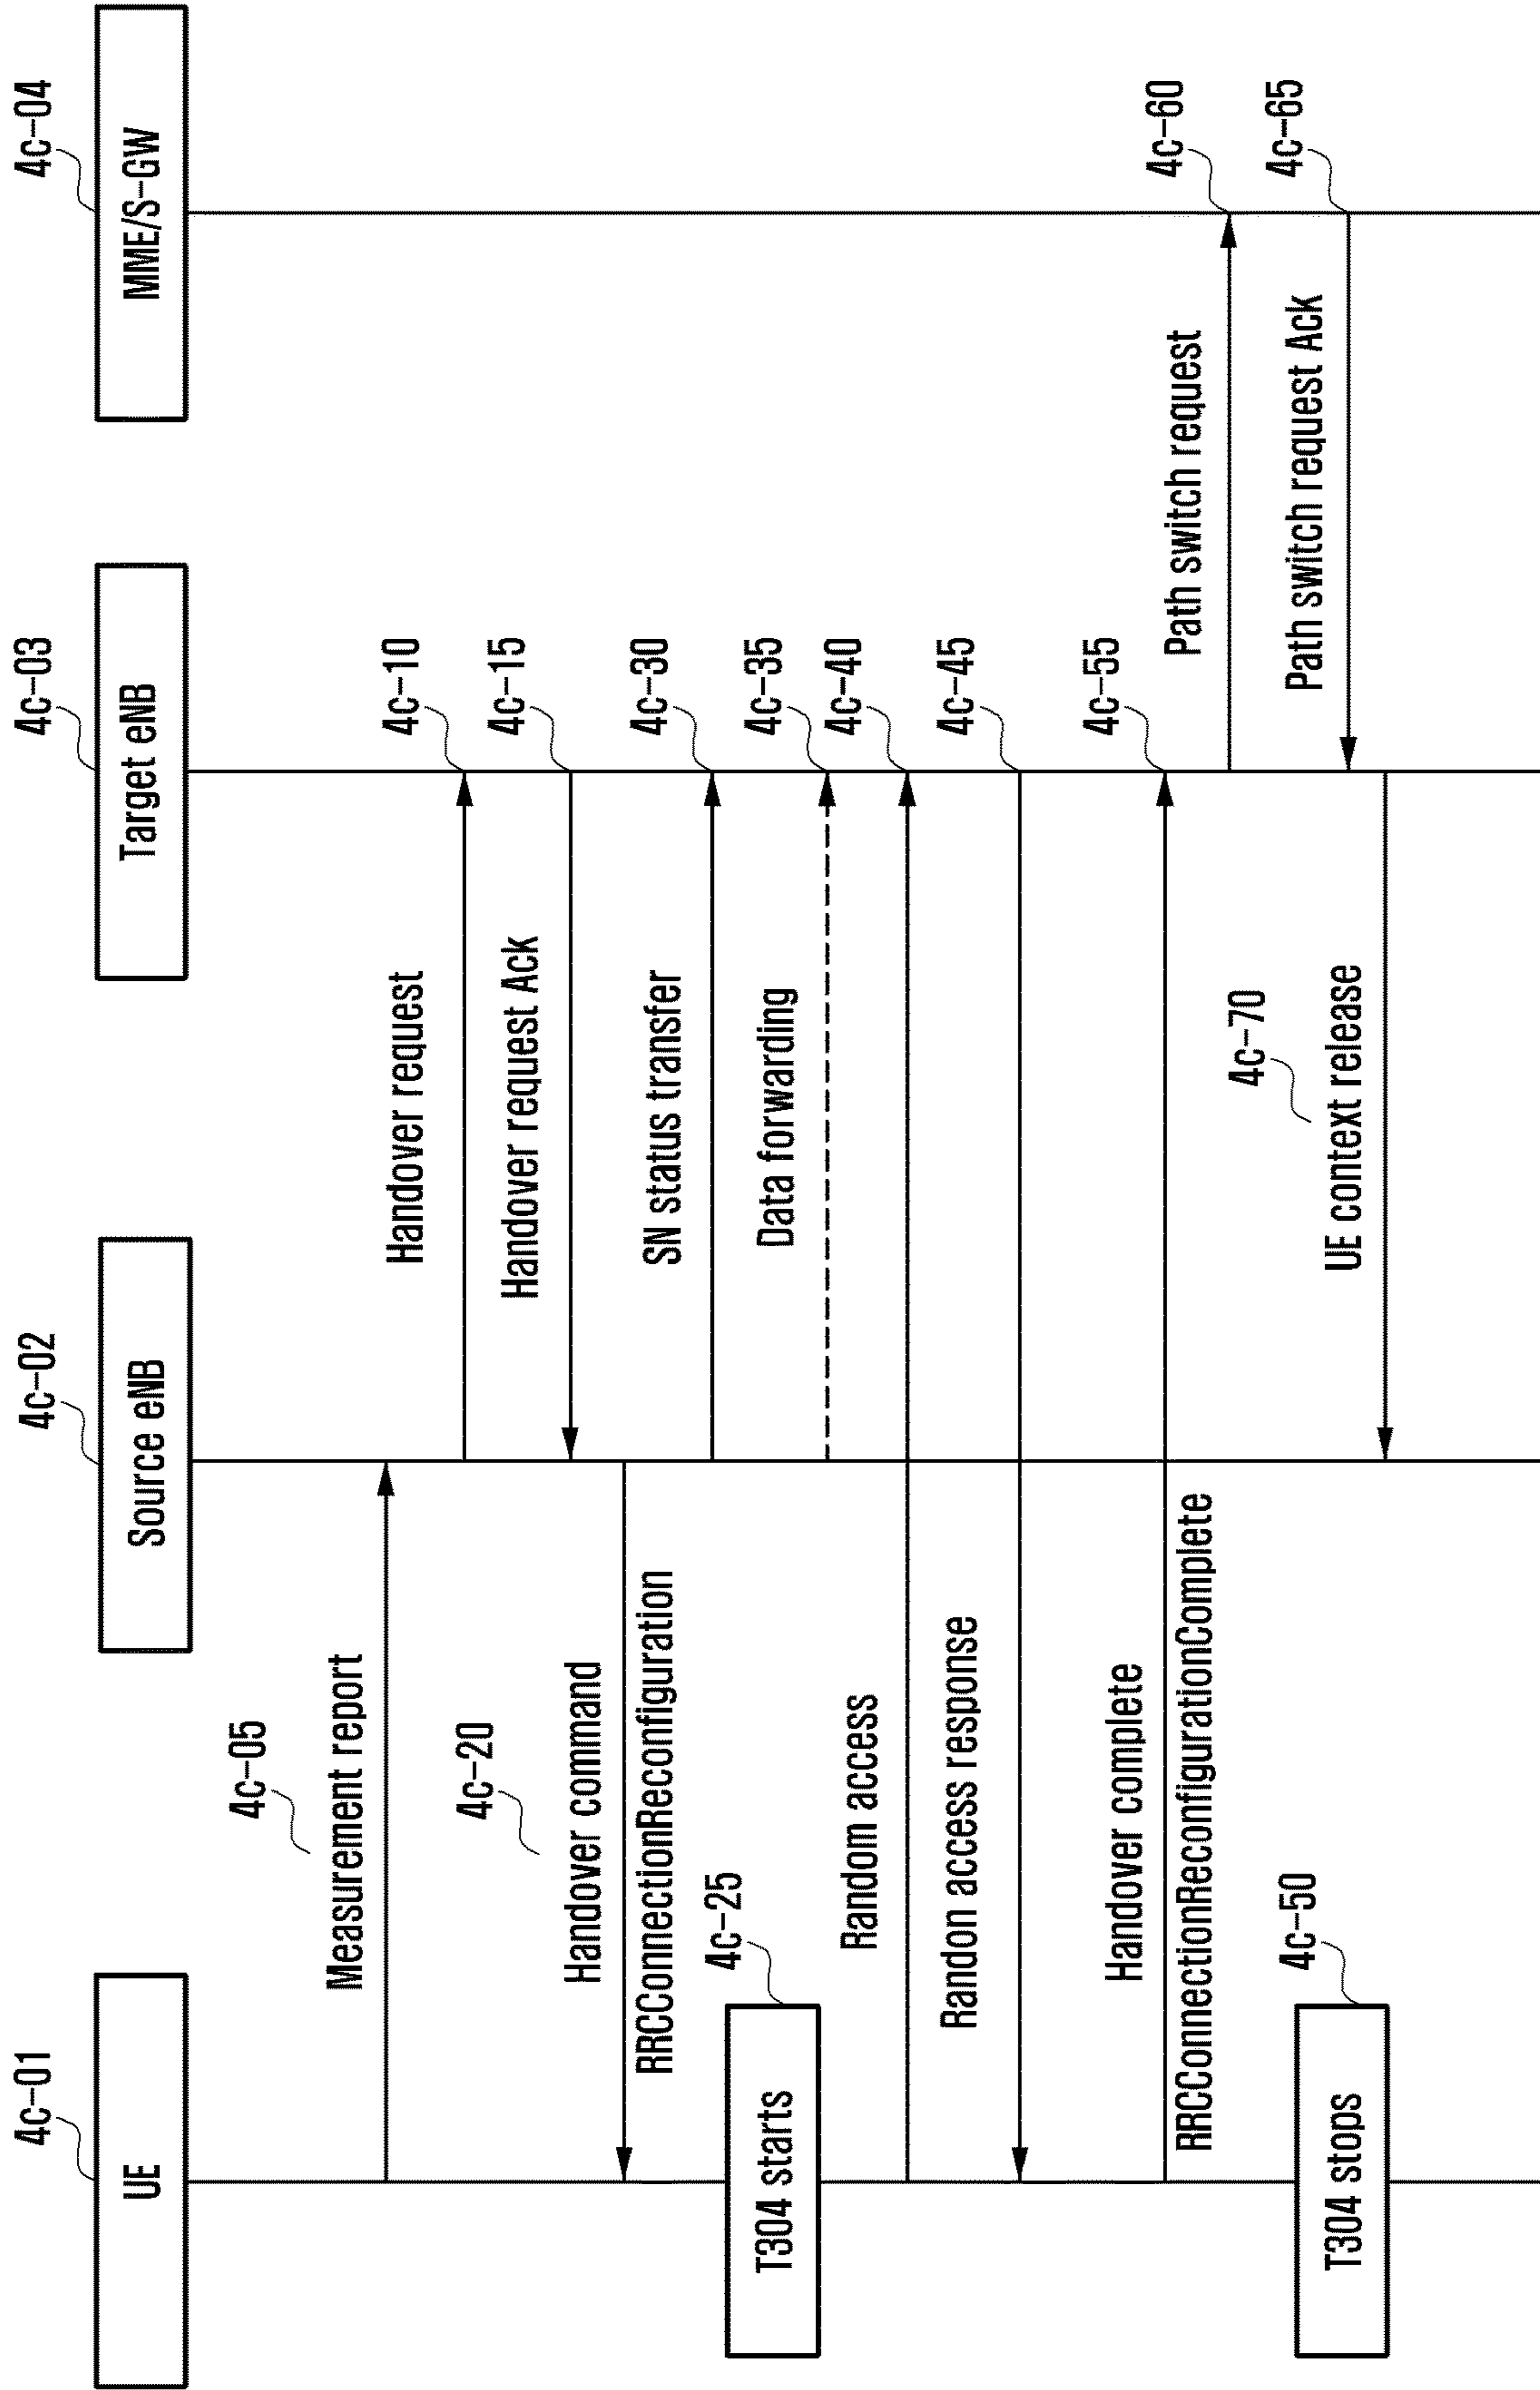 4c-01
4c-02
4c-03
4c-04
UE
Source eNB
Target eNB
MME/S-GW
4c-05
Measurement report
Handover request
4c-10
4c-20
Handover request Ack
4c-15
Handover command
RRCConnectionReconfiguration
SN status transfer
4c-30
4c-25
T304 starts
Data forwarding
4c-35
Random access
4c-40
Randon access response
4c-45
Handover complete
4c-55
RRCConnectionReconfigurationComplete
Path switch request
4c-60
4c-50
T304 stops
Path switch request Ack
4c-65
4c-70
UE context release